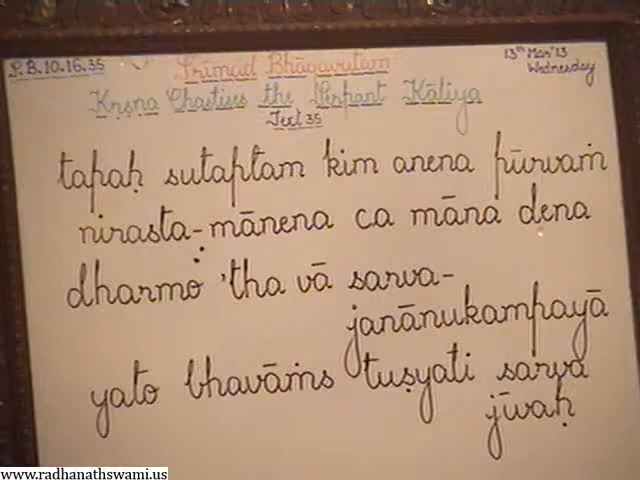 S.B.10.16.35
13th Mar'13
Wednesday
Śrīmad Bhāgavatam
Kṛṣṇa Chastises the Serpant Kāliya
Text 35
tapaḥ sutaptam kim anena pūrvaṁ
nirasta-mānena ca māna dena
dharmo 'tha vā sarva-
janānukampayā
yato bhavāṁs tuṣyati sarva
jīvaḥ
www.radhanathswami.us